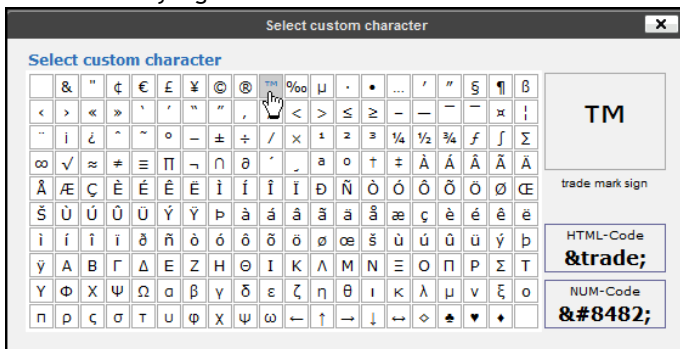 Select custom character
Select custom character
& " ¢ € £ ¥ © ® ™ ‰ µ · • … ′ ″ § ¶ ß
‹ › « » ‘ ’ “ ” ‚ < > ≤ ≥ – — ¯ ‾ ¤ ¦
¨ ¡ ¿ ˆ ˜ ° − ± ÷ ⁄ × ¹ ² ³ ¼ ½ ¾ ƒ ∫ ∑
∞ √ ≈ ≠ ≡ ∏ ¬ ∩ ∂ ´ ¸ ª º † ‡ À Á Â Ã Ä
Å Æ Ç È É Ê Ë Ì Í Î Ï Ð Ñ Ò Ó Ô Õ Ö Ø Œ
Š Ù Ú Û Ü Ý Ÿ Þ à á â ã ä å æ ç è é ê ë
ì í î ï ð ñ ò ó ô õ ö ø œ š ù ú û ü ý þ
ÿ Α Β Γ Δ Ε Ζ Η Θ Ι Κ Λ Μ Ν Ξ Ο Π Ρ Σ Τ
Υ Φ Χ Ψ Ω α β γ δ ε ζ η θ ι κ λ μ ν ξ ο
π ρ ς σ τ υ φ χ ψ ω ← ↑ → ↓ ↔ ◊ ♠ ♥ ♦
™
trade mark sign
HTML-Code
&trade;
NUM-Code
&#8482;